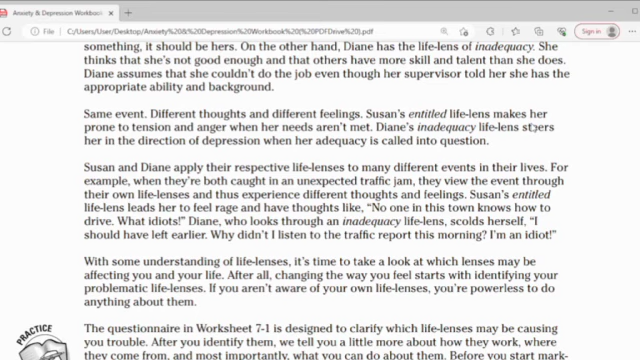 Anxiety & Depression Workbook
File
C:/Users/User/Desktop/Anxiety%20&%20Depression%20Workbook%20(%20PDFDrive%20).pdf
Sign in
something, it should be hers. On the other hand, Diane has the life-lens of inadequacy. She
thinks that she's not good enough and that others have more skill and talent than she does.
Diane assumes that she couldn't do the job even though her supervisor told her she has the
appropriate ability and background.
Same event. Different thoughts and different feelings. Susan's entitled life-lens makes her
prone to tension and anger when her needs aren't met. Diane's inadequacy life-lens steers
her in the direction of depression when her adequacy is called into question.
Susan and Diane apply their respective life-lenses to many different events in their lives. For
example, when they're both caught in an unexpected traffic jam, they view the event through
their own life-lenses and thus experience different thoughts and feelings. Susan's entitled
life-lens leads her to feel rage and have thoughts like, "No one in this town knows how to
drive. What idiots!" Diane, who looks through an inadequacy life-lens, scolds herself, "I
should have left earlier. Why didn't I listen to the traffic report this morning? I'm an idiot!"
With some understanding of life-lenses, it's time to take a look at which lenses may be
affecting you and your life. After all, changing the way you feel starts with identifying your
problematic life-lenses. If you aren't aware of your own life-lenses, you're powerless to do
anything about them.
PRACTICE
The questionnaire in Worksheet 7-1 is designed to clarify which life-lenses may be causing
you trouble. After you identify them, we tell you a little more about how they work, where
they come from, and most importantly, what you can do about them. Before you start mark-